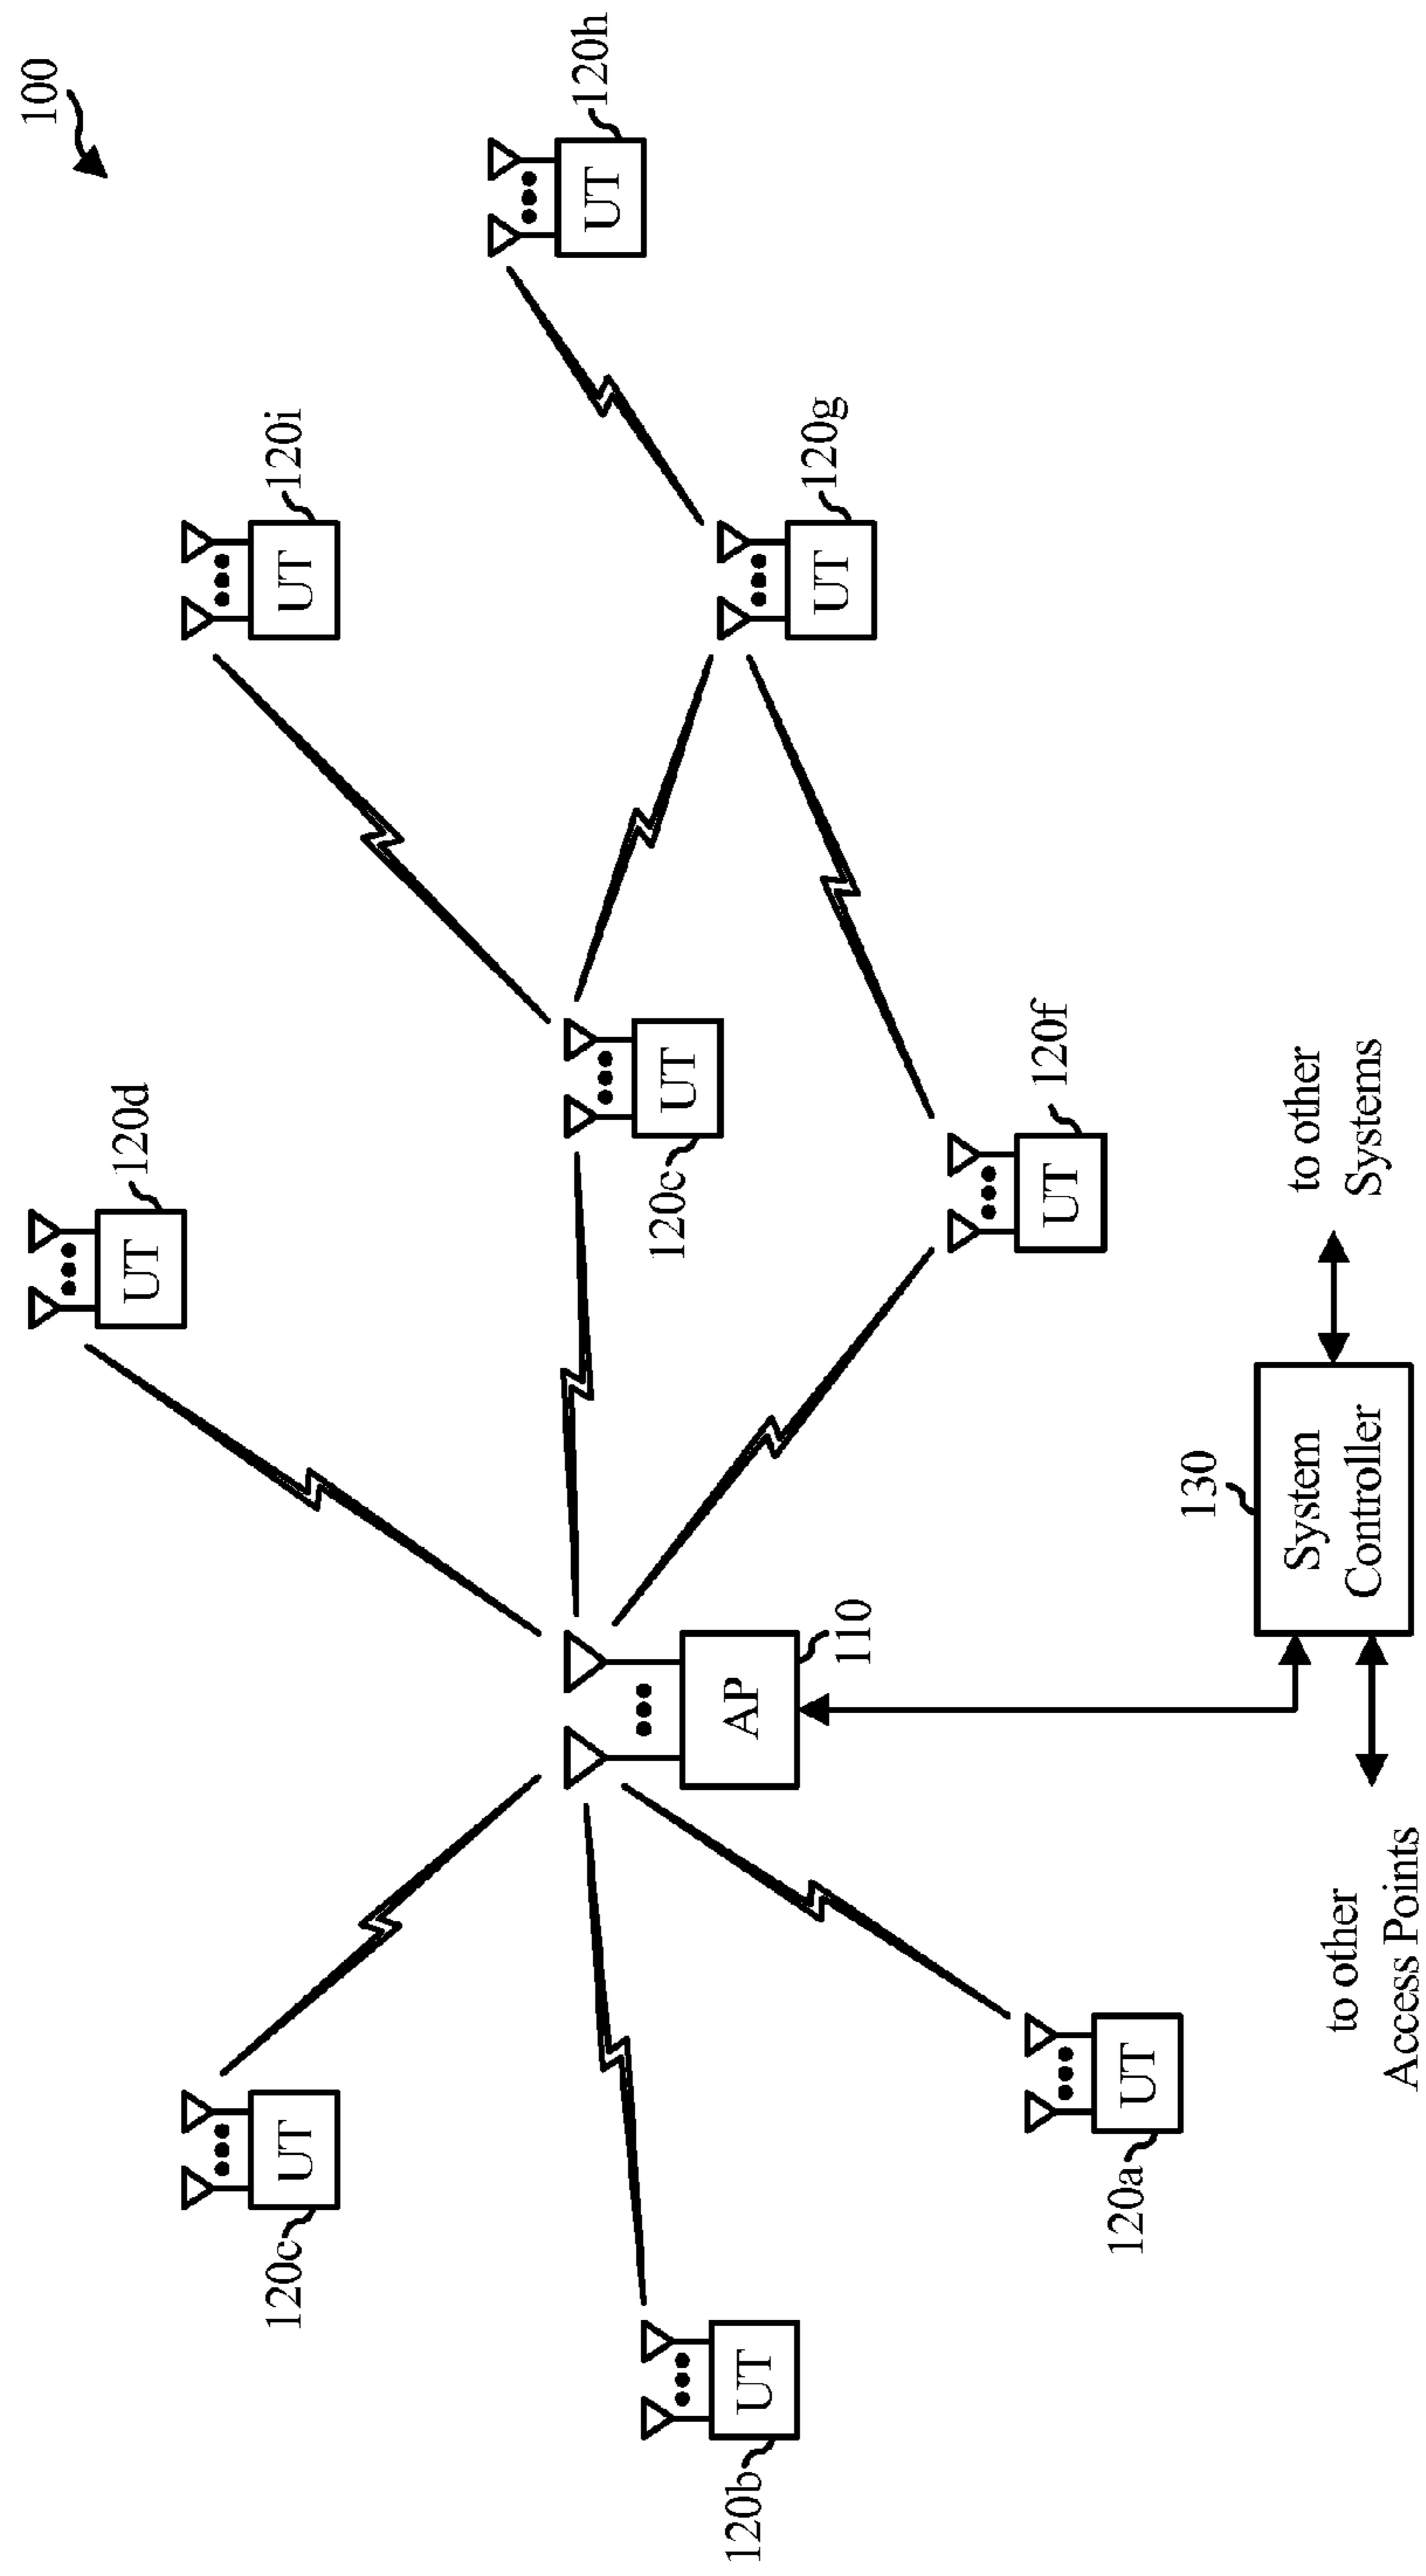 100
120d
UT
120c
UT
120i
UT
120h
UT
120c
UT
120b
UT
AP
110
120g
UT
120f
UT
120a
UT
130
System
Controller
to other
Systems
to other
Access Points